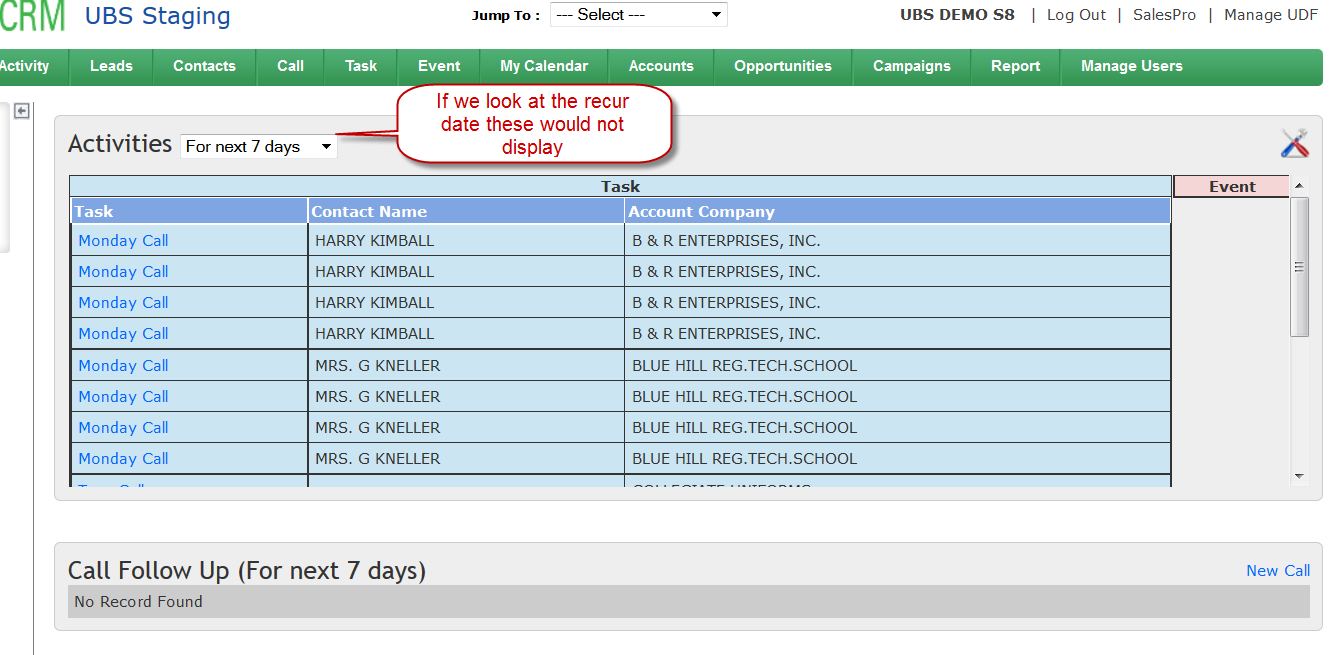 CRM UBS Staging Jump To : --- Select --- UBS DEMO S8 | Log Out | SalesPro | Manage UDF
Activity Leads Contacts Call Task Event My Calendar Accounts Opportunities Campaigns Report Manage Users
If we look at the recur
date these would not
display
Activities For next 7 days
Task Event
Task Contact Name Account Company
Monday Call HARRY KIMBALL B & R ENTERPRISES, INC.
Monday Call HARRY KIMBALL B & R ENTERPRISES, INC.
Monday Call HARRY KIMBALL B & R ENTERPRISES, INC.
Monday Call HARRY KIMBALL B & R ENTERPRISES, INC.
Monday Call MRS. G KNELLER BLUE HILL REG.TECH.SCHOOL
Monday Call MRS. G KNELLER BLUE HILL REG.TECH.SCHOOL
Monday Call MRS. G KNELLER BLUE HILL REG.TECH.SCHOOL
Monday Call MRS. G KNELLER BLUE HILL REG.TECH.SCHOOL
COLLEGIATE UNIFORMS
Call Follow Up (For next 7 days) New Call
No Record Found